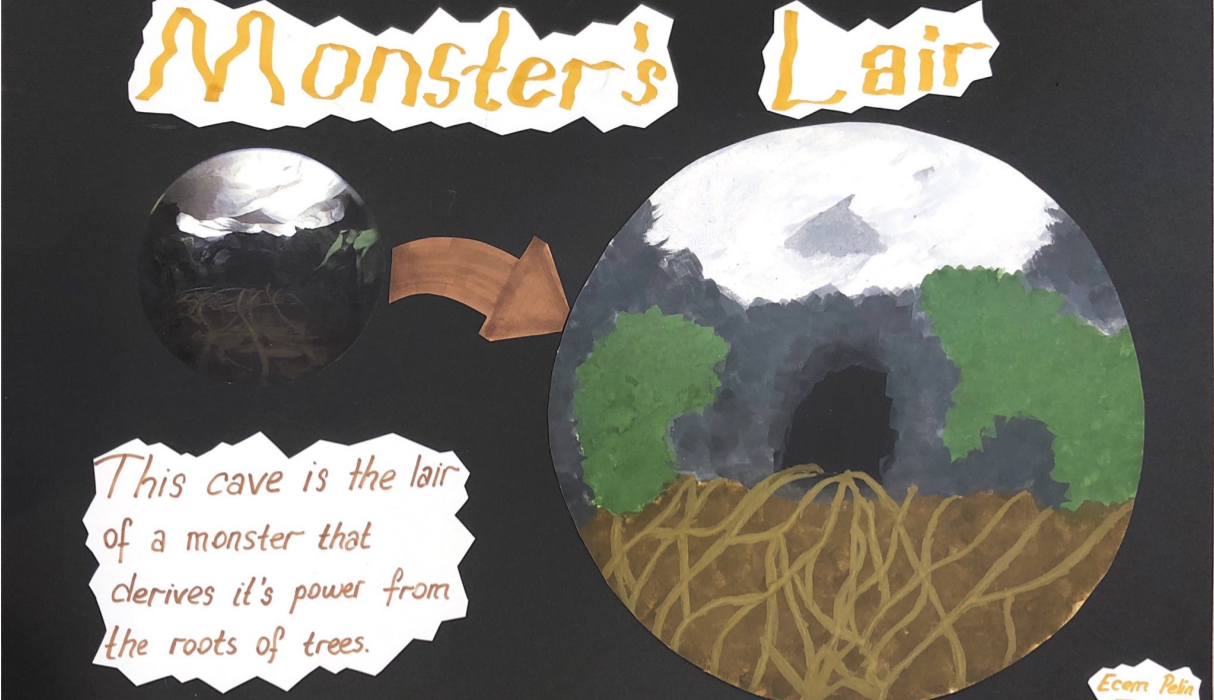 Monster's Lair
This cave is the lair
of a monster that
derives it's power from
the roots of trees.
Ecem Pelin